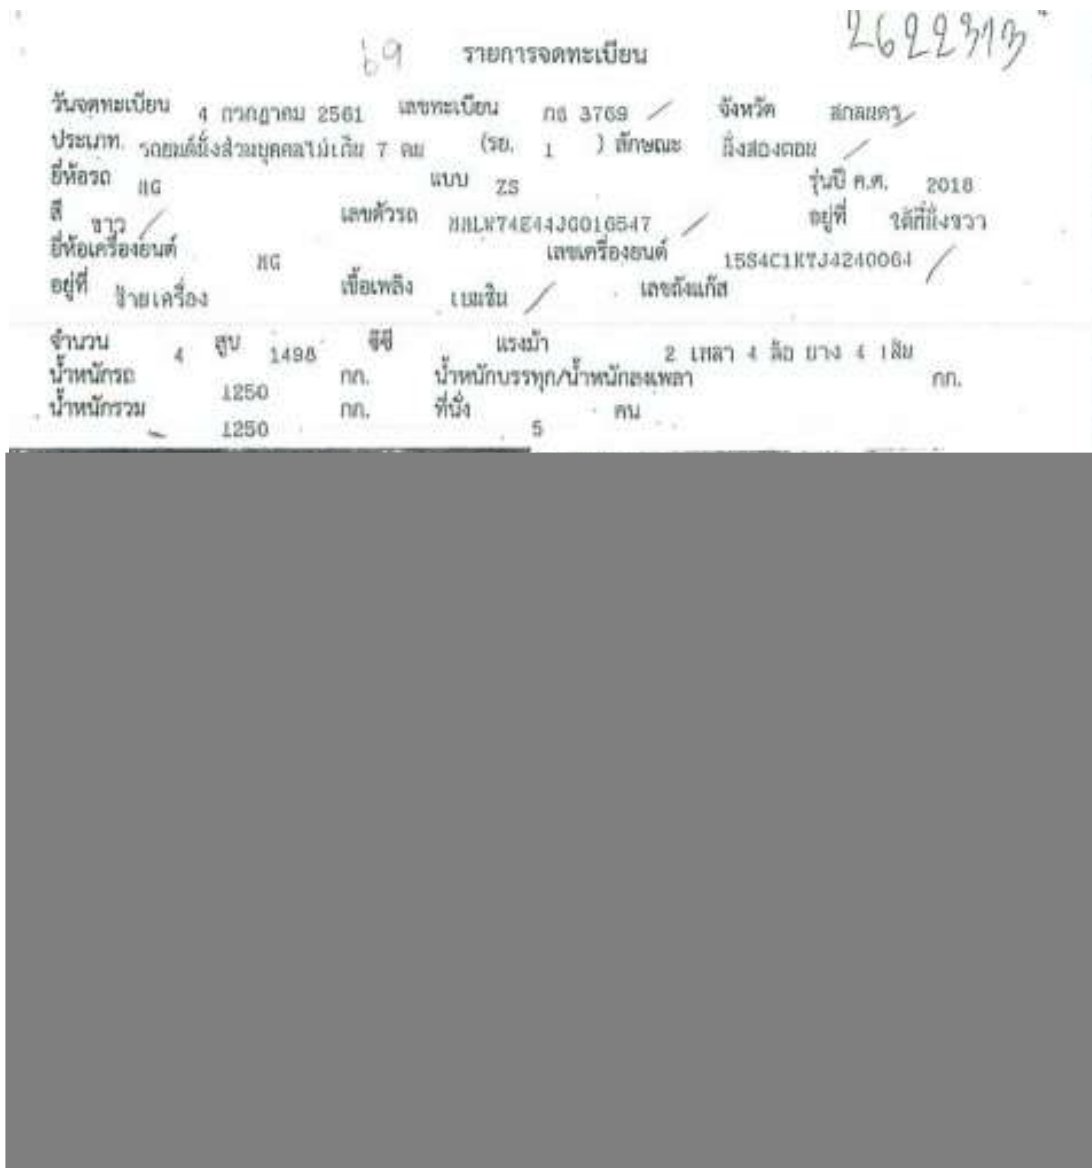 2622313
69 รายการจดทะเบียน
วันจดทะเบียน 4 กรกฎาคม 2561 เลขทะเบียน 3769 จังหวัด สกลนคร
ประเภท. รถยนต์นั่งส่วนบุคคลไม่เกิน 7 คน (รย. 1 ) ลักษณะ นั่งสองตอน
ยี่ห้อรถ MG แบบ ZS รุ่นปี ค.ศ. 2018
สี ขาว เลขตัวรถ อยู่ที่ ใต้ที่นั่งขวา
ยี่ห้อเครื่องยนต์ MG เลขเครื่องยนต์
อยู่ที่ ซ้ายเครื่อง เชื้อเพลิง เบนซิน เลขถังแก๊ส
จำนวน 4 สูบ 1498 ซีซี แรงม้า 2 เพลา 4 ล้อ ยาง 4 เส้น
น้ำหนักรถ 1250 กก. น้ำหนักบรรทุก/น้ำหนักลงเพลา กก.
น้ำหนักรวม 1250 กก. ที่นั่ง 5 คน